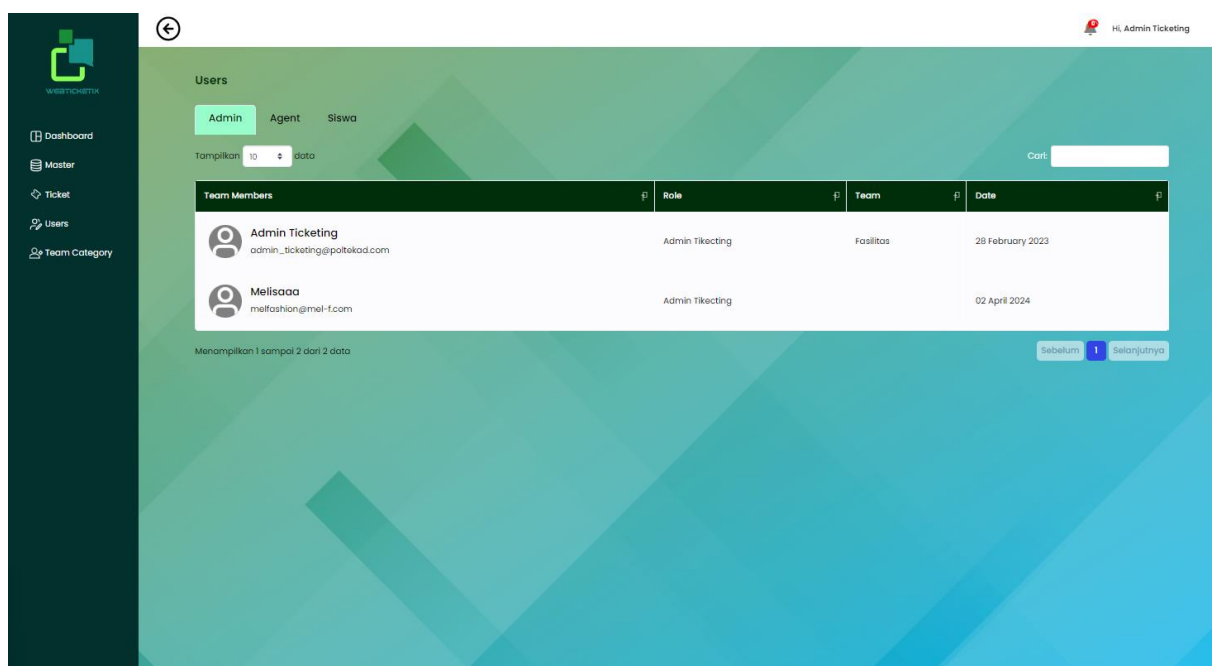 WEBTICHETIX
Hi, Admin Ticketing
Dashboard
Master
Ticket
Users
Team Category
Users
Admin Agent Siswa
Tampilkan 10 data
Cari:
Team Members Role Team Date
Admin Ticketing
admin_ticketing@poltekad.com
Admin Tikecting Fasilitas 28 February 2023
Melisaaa
melfashion@mel-f.com
Admin Tikecting 02 April 2024
Menampilkan 1 sampai 2 dari 2 data
Sebelum 1 Selanjutnya